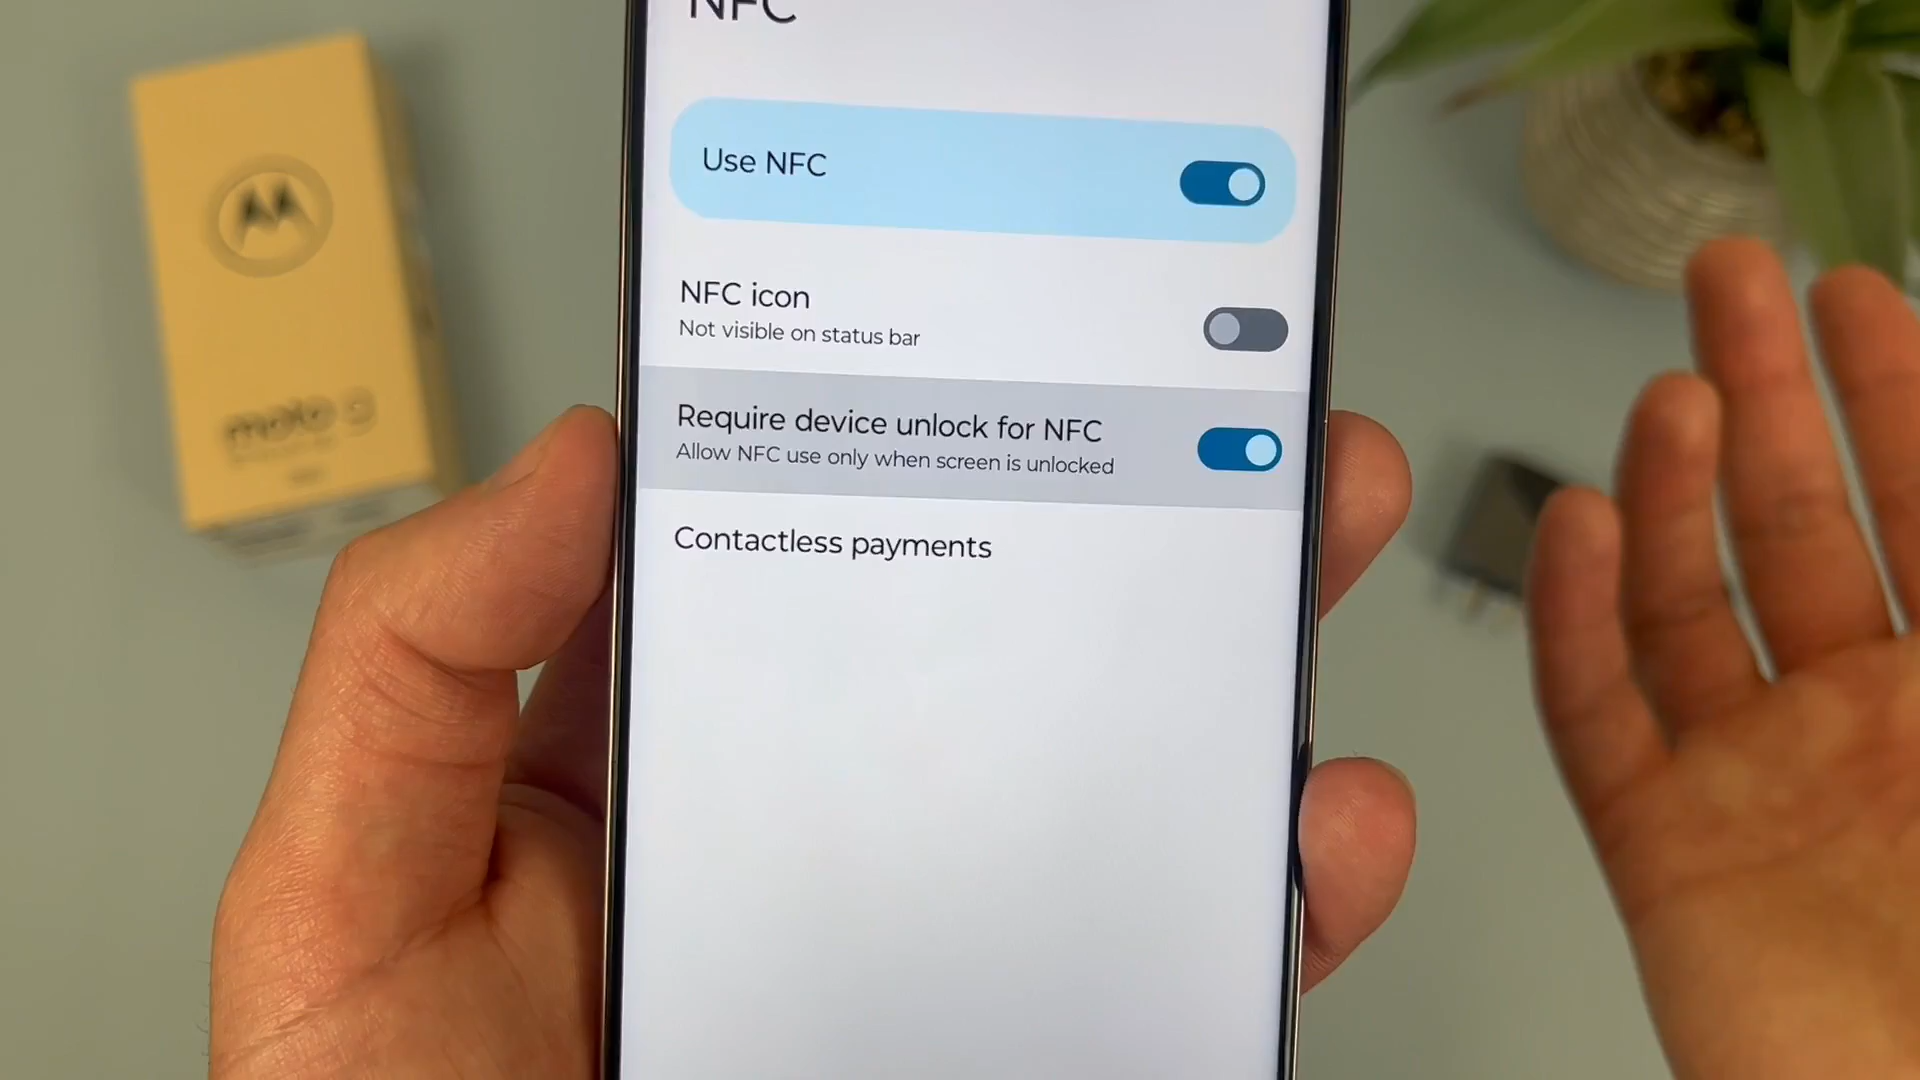 NFC
Use NFC
NFC icon
Not visible on status bar
Require device unlock for NFC
Allow NFC use only when screen is unlocked
Contactless payments
moto g